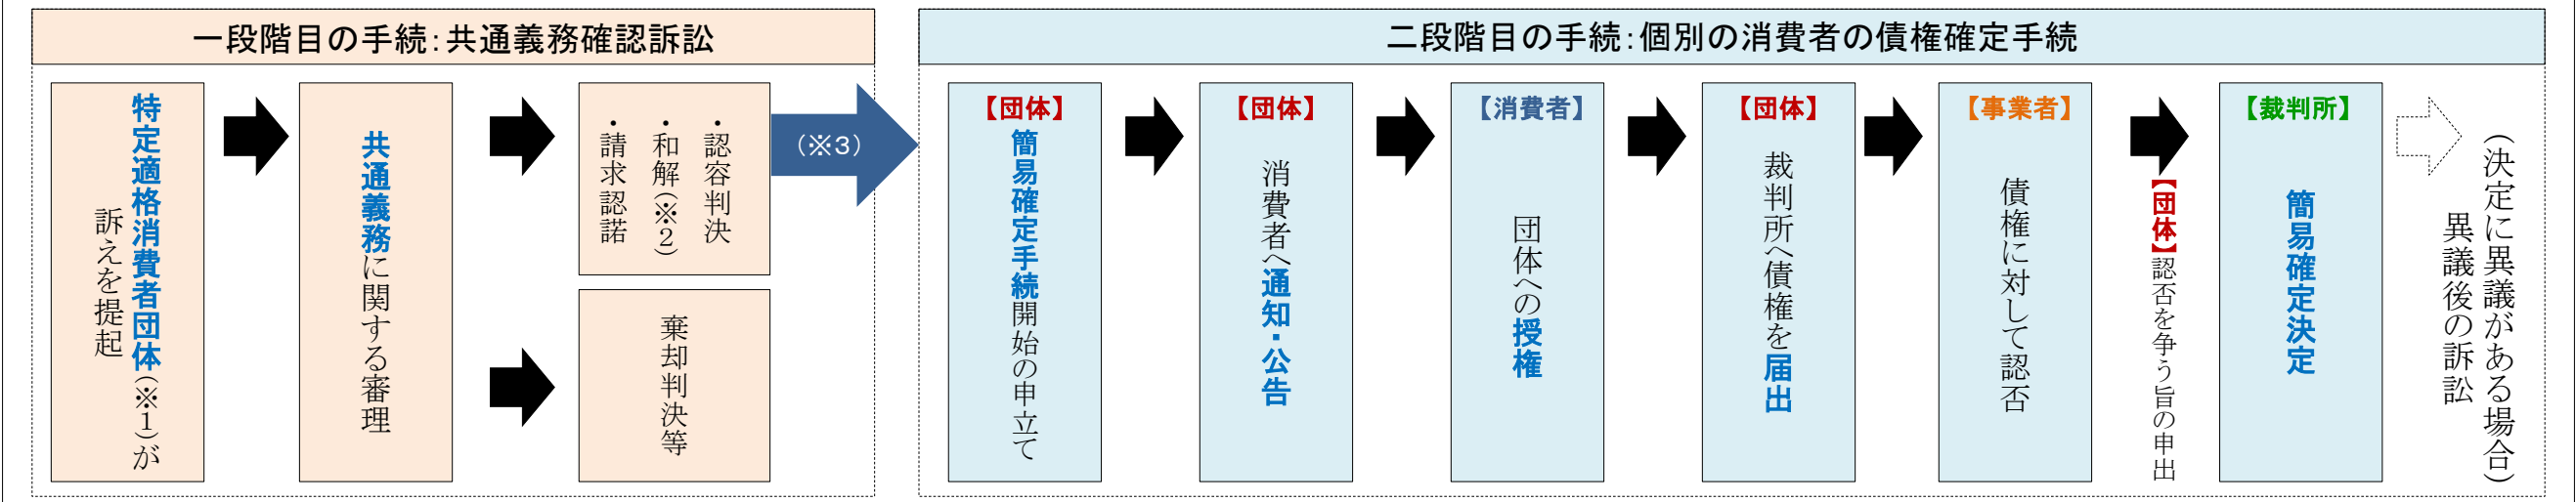 一段階目の手続：共通義務確認訴訟
特定適格消費者団体（※１）が
訴えを提起
共通義務に関する審理
・認容判決
・和解（※２）
・請求認諾
棄却判決等
（※３）
二段階目の手続：個別の消費者の債権確定手続
【団体】
簡易確定手続開始の申立て
【団体】
消費者へ通知・公告
【消費者】
団体への授権
【団体】
裁判所へ債権を届出
【事業者】
債権に対して認否
【団体】認否を争う旨の申出
【裁判所】
簡易確定決定
（決定に異議がある場合）
異議後の訴訟